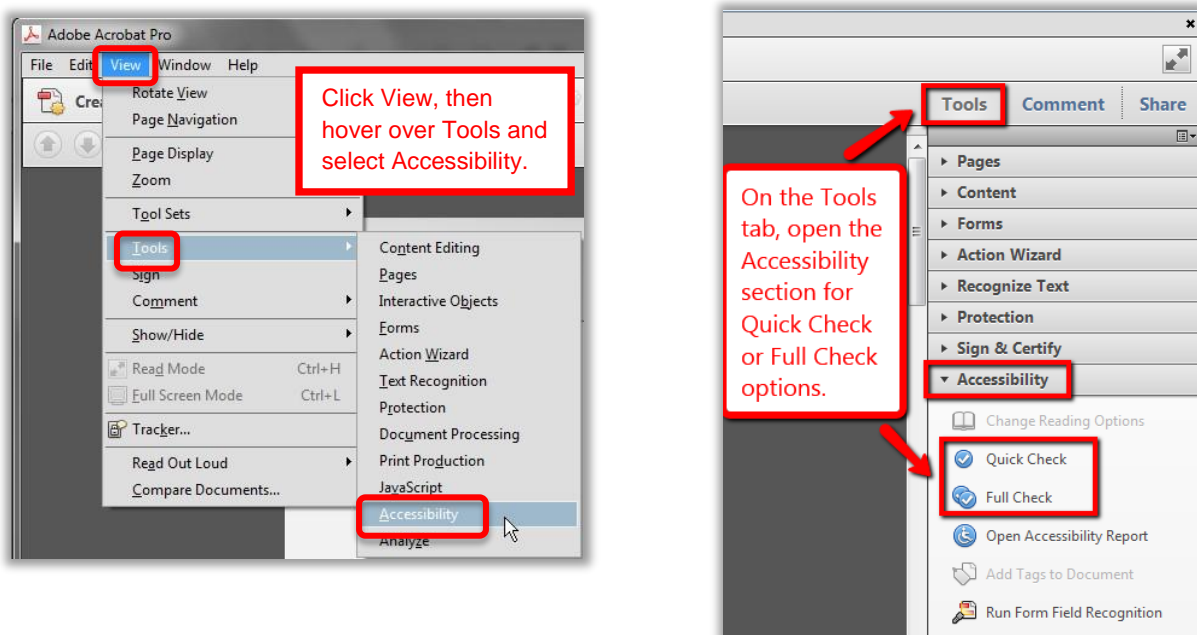 Adobe Acrobat Pro
File Edit View Window Help
Crea
Click View, then
hover over Tools and
select Accessibility.
Rotate View
Page Navigation
Page Display
Zoom
Tool Sets
Tools
Sign
Comment
Show/Hide
Read Mode Ctrl+H
Full Screen Mode Ctrl+L
Tracker...
Read Out Loud
Compare Documents...
Content Editing
Pages
Interactive Objects
Forms
Action Wizard
Text Recognition
Protection
Document Processing
Print Production
JavaScript
Accessibility
Analyze
Tools Comment Share
On the Tools
tab, open the
Accessibility
section for
Quick Check
or Full Check
options.
Pages
Content
Forms
Action Wizard
Recognize Text
Protection
Sign & Certify
Accessibility
Change Reading Options
Quick Check
Full Check
Open Accessibility Report
Add Tags to Document
Run Form Field Recognition